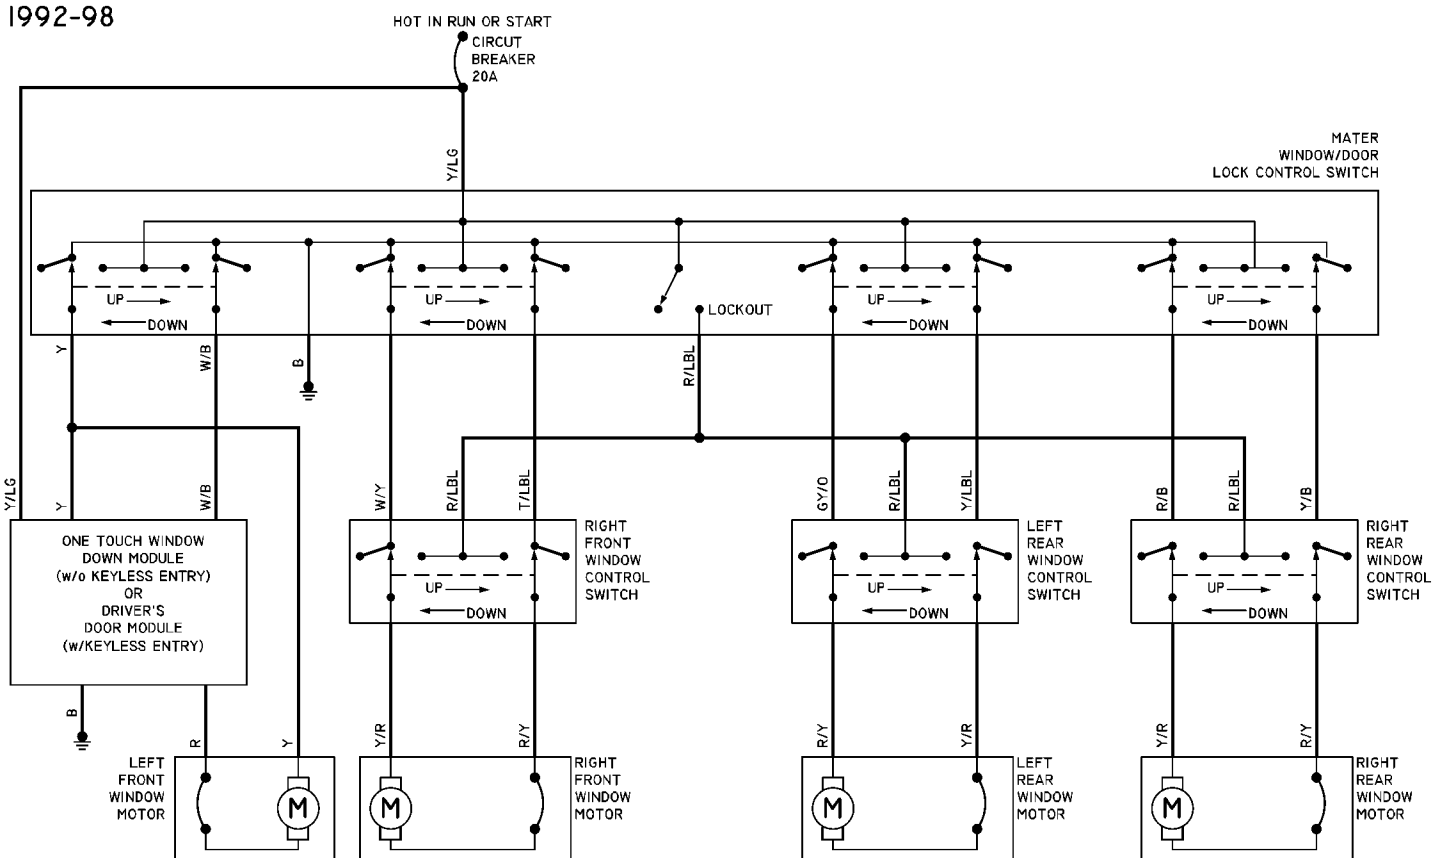 1992-98
HOT IN RUN OR START
CIRCUT
BREAKER
20A
Y/LG
MATER
WINDOW/DOOR
LOCK CONTROL SWITCH
UP
DOWN
UP
DOWN
LOCKOUT
UP
DOWN
UP
DOWN
Y
W/B
B
R/LBL
Y/LG
Y
W/B
W/Y
R/LBL
T/LBL
GY/O
R/LBL
Y/LBL
R/B
R/LBL
Y/B
ONE TOUCH WINDOW
DOWN MODULE
(w/o KEYLESS ENTRY)
OR
DRIVER'S
DOOR MODULE
(w/KEYLESS ENTRY)
UP
DOWN
RIGHT
FRONT
WINDOW
CONTROL
SWITCH
UP
DOWN
LEFT
REAR
WINDOW
CONTROL
SWITCH
UP
DOWN
RIGHT
REAR
WINDOW
CONTROL
SWITCH
B
R
Y
Y/R
R/Y
R/Y
Y/R
Y/R
R/Y
LEFT
FRONT
WINDOW
MOTOR
M
M
RIGHT
FRONT
WINDOW
MOTOR
M
LEFT
REAR
WINDOW
MOTOR
M
RIGHT
REAR
WINDOW
MOTOR